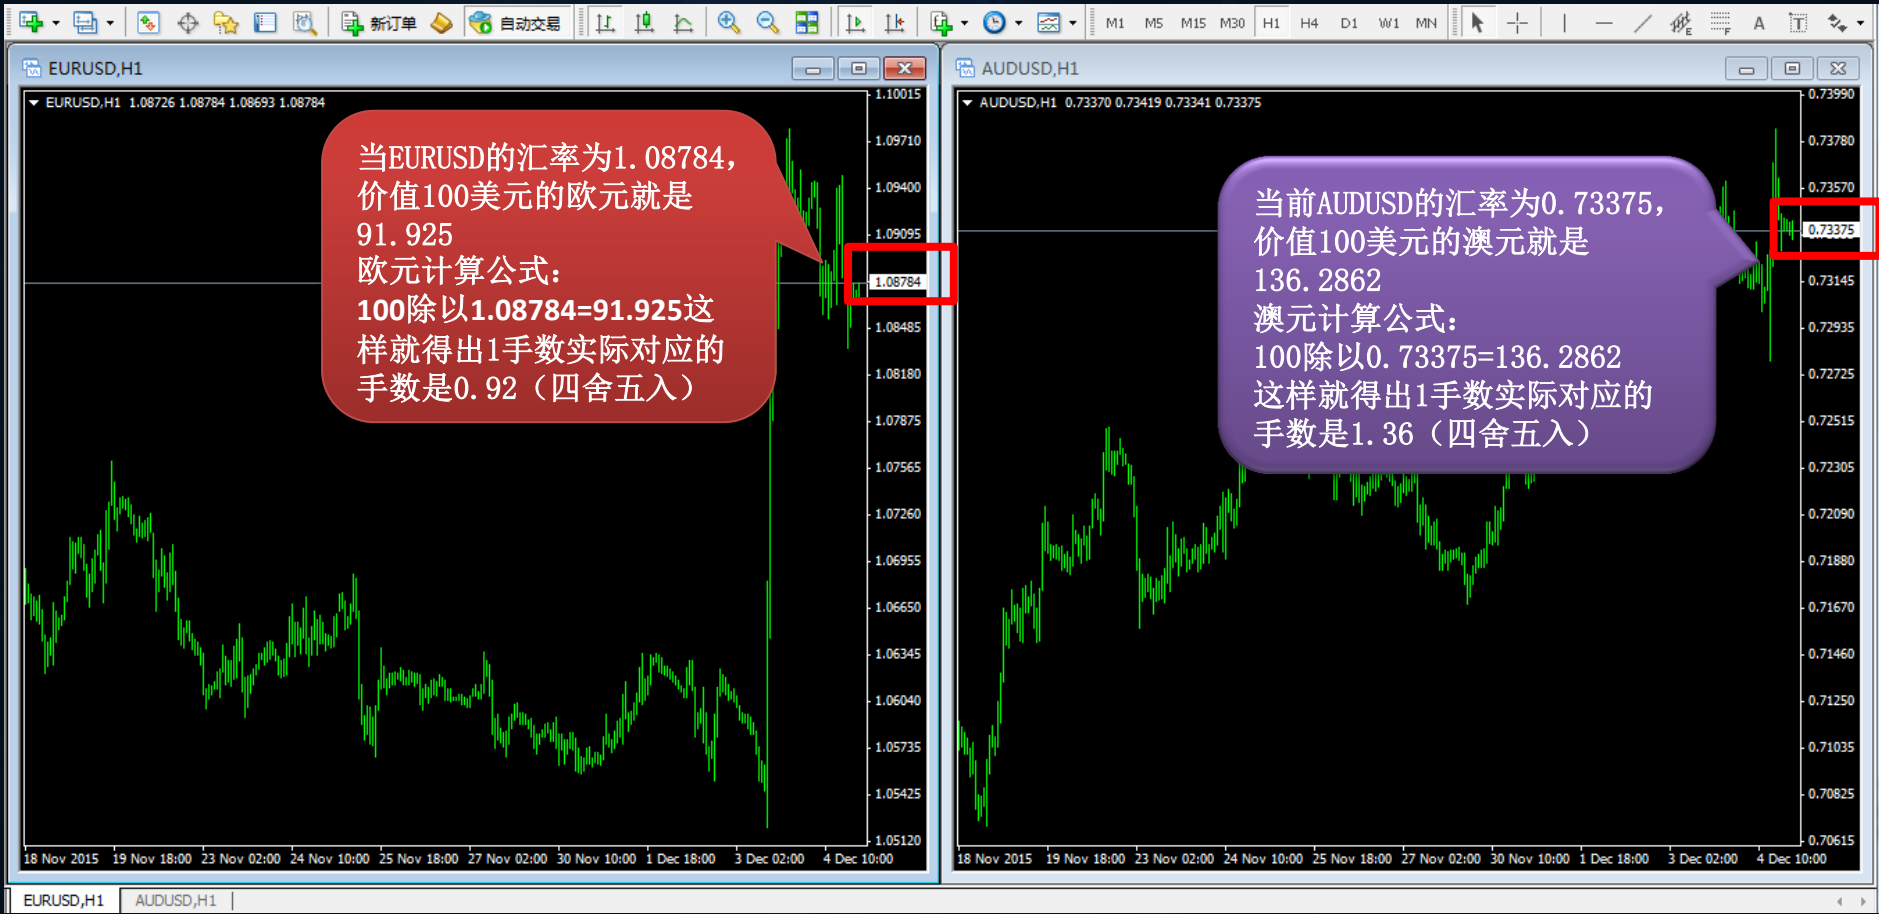 新订单
自动交易
M1 M5 M15 M30 H1 H4 D1 W1 MN
EURUSD,H1
EURUSD,H1 1.08726 1.08784 1.08693 1.08784
当EURUSD的汇率为1.08784，
价值100美元的欧元就是
91.925
欧元计算公式：
100除以1.08784=91.925这
样就得出1手数实际对应的
手数是0.92（四舍五入）
1.10015
1.09710
1.09400
1.09095
1.08784
1.08485
1.08180
1.07875
1.07565
1.07260
1.06955
1.06650
1.06345
1.06040
1.05735
1.05425
1.05120
18 Nov 2015 19 Nov 18:00 23 Nov 02:00 24 Nov 10:00 25 Nov 18:00 27 Nov 02:00 30 Nov 10:00 1 Dec 18:00 3 Dec 02:00 4 Dec 10:00
AUDUSD,H1
AUDUSD,H1 0.73370 0.73419 0.73341 0.73375
当前AUDUSD的汇率为0.73375，
价值100美元的澳元就是
136.2862
澳元计算公式：
100除以0.73375=136.2862
这样就得出1手数实际对应的
手数是1.36（四舍五入）
0.73990
0.73780
0.73570
0.73375
0.73145
0.72935
0.72725
0.72515
0.72305
0.72090
0.71880
0.71670
0.71460
0.71250
0.71035
0.70825
0.70615
18 Nov 2015 19 Nov 18:00 23 Nov 02:00 24 Nov 10:00 25 Nov 18:00 27 Nov 02:00 30 Nov 10:00 1 Dec 18:00 3 Dec 02:00 4 Dec 10:00
EURUSD,H1 AUDUSD,H1